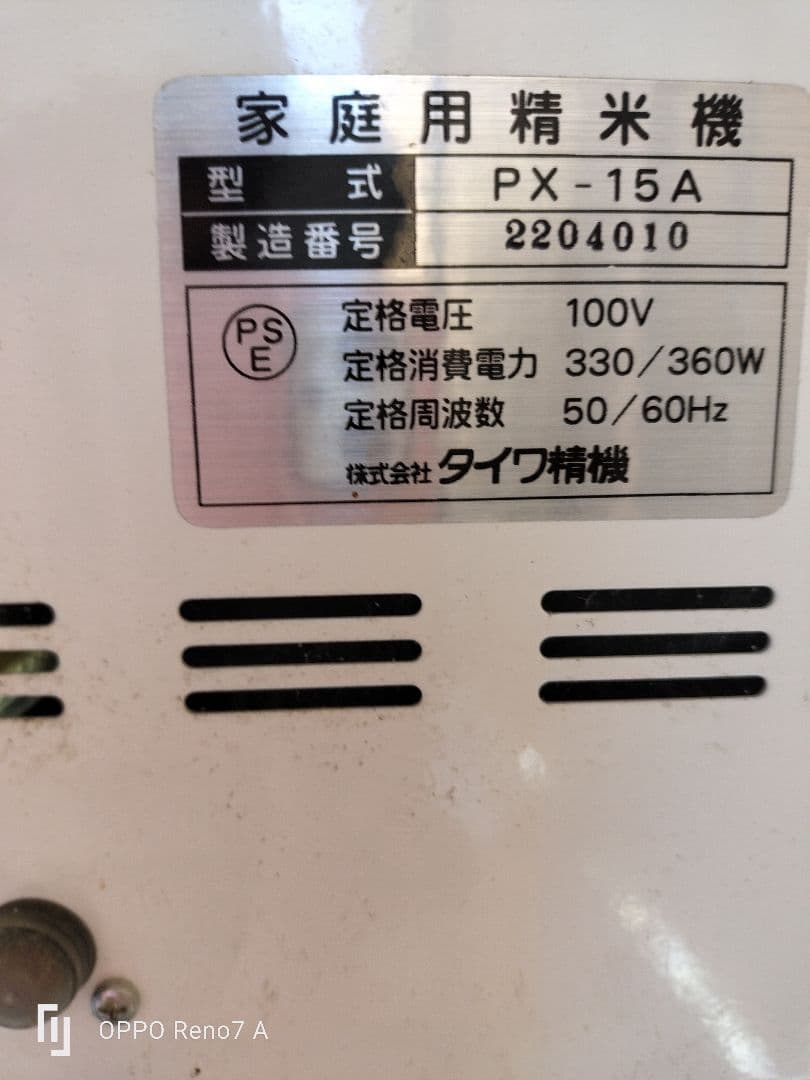 家庭用精米機
型式 PX-15A
製造番号 2204010
PSE
定格電圧 100V
定格消費電力 330/360W
定格周波数 50/60Hz
株式会社タイワ精機
OPPO Reno7 A